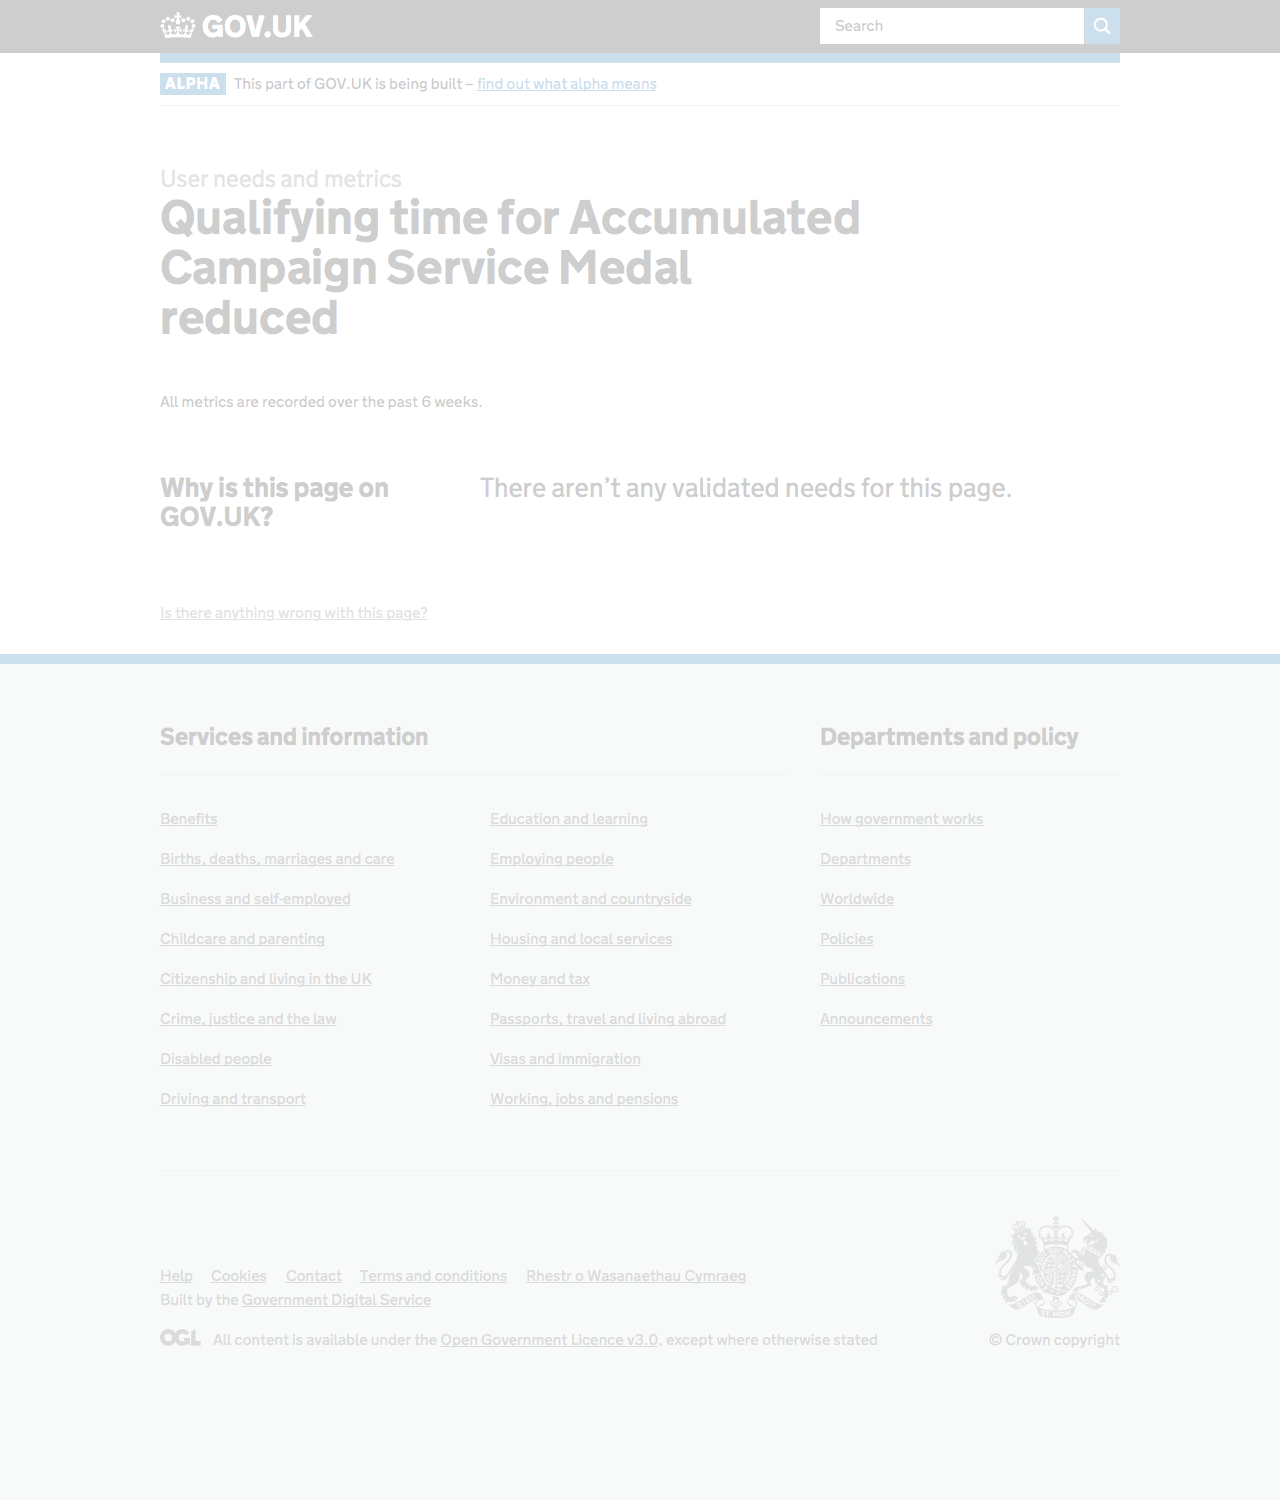 GOV.UK
Search
ALPHA This part of GOV.UK is being built – find out what alpha means
User needs and metrics
Qualifying time for Accumulated
Campaign Service Medal
reduced
All metrics are recorded over the past 6 weeks.
Why is this page on
GOV.UK?
There aren’t any validated needs for this page.
Is there anything wrong with this page?
Services and information
Benefits
Births, deaths, marriages and care
Business and self-employed
Childcare and parenting
Citizenship and living in the UK
Crime, justice and the law
Disabled people
Driving and transport
Education and learning
Employing people
Environment and countryside
Housing and local services
Money and tax
Passports, travel and living abroad
Visas and immigration
Working, jobs and pensions
Departments and policy
How government works
Departments
Worldwide
Policies
Publications
Announcements
Help Cookies Contact Terms and conditions Rhestr o Wasanaethau Cymraeg
Built by the Government Digital Service
OGL All content is available under the Open Government Licence v3.0, except where otherwise stated
© Crown copyright